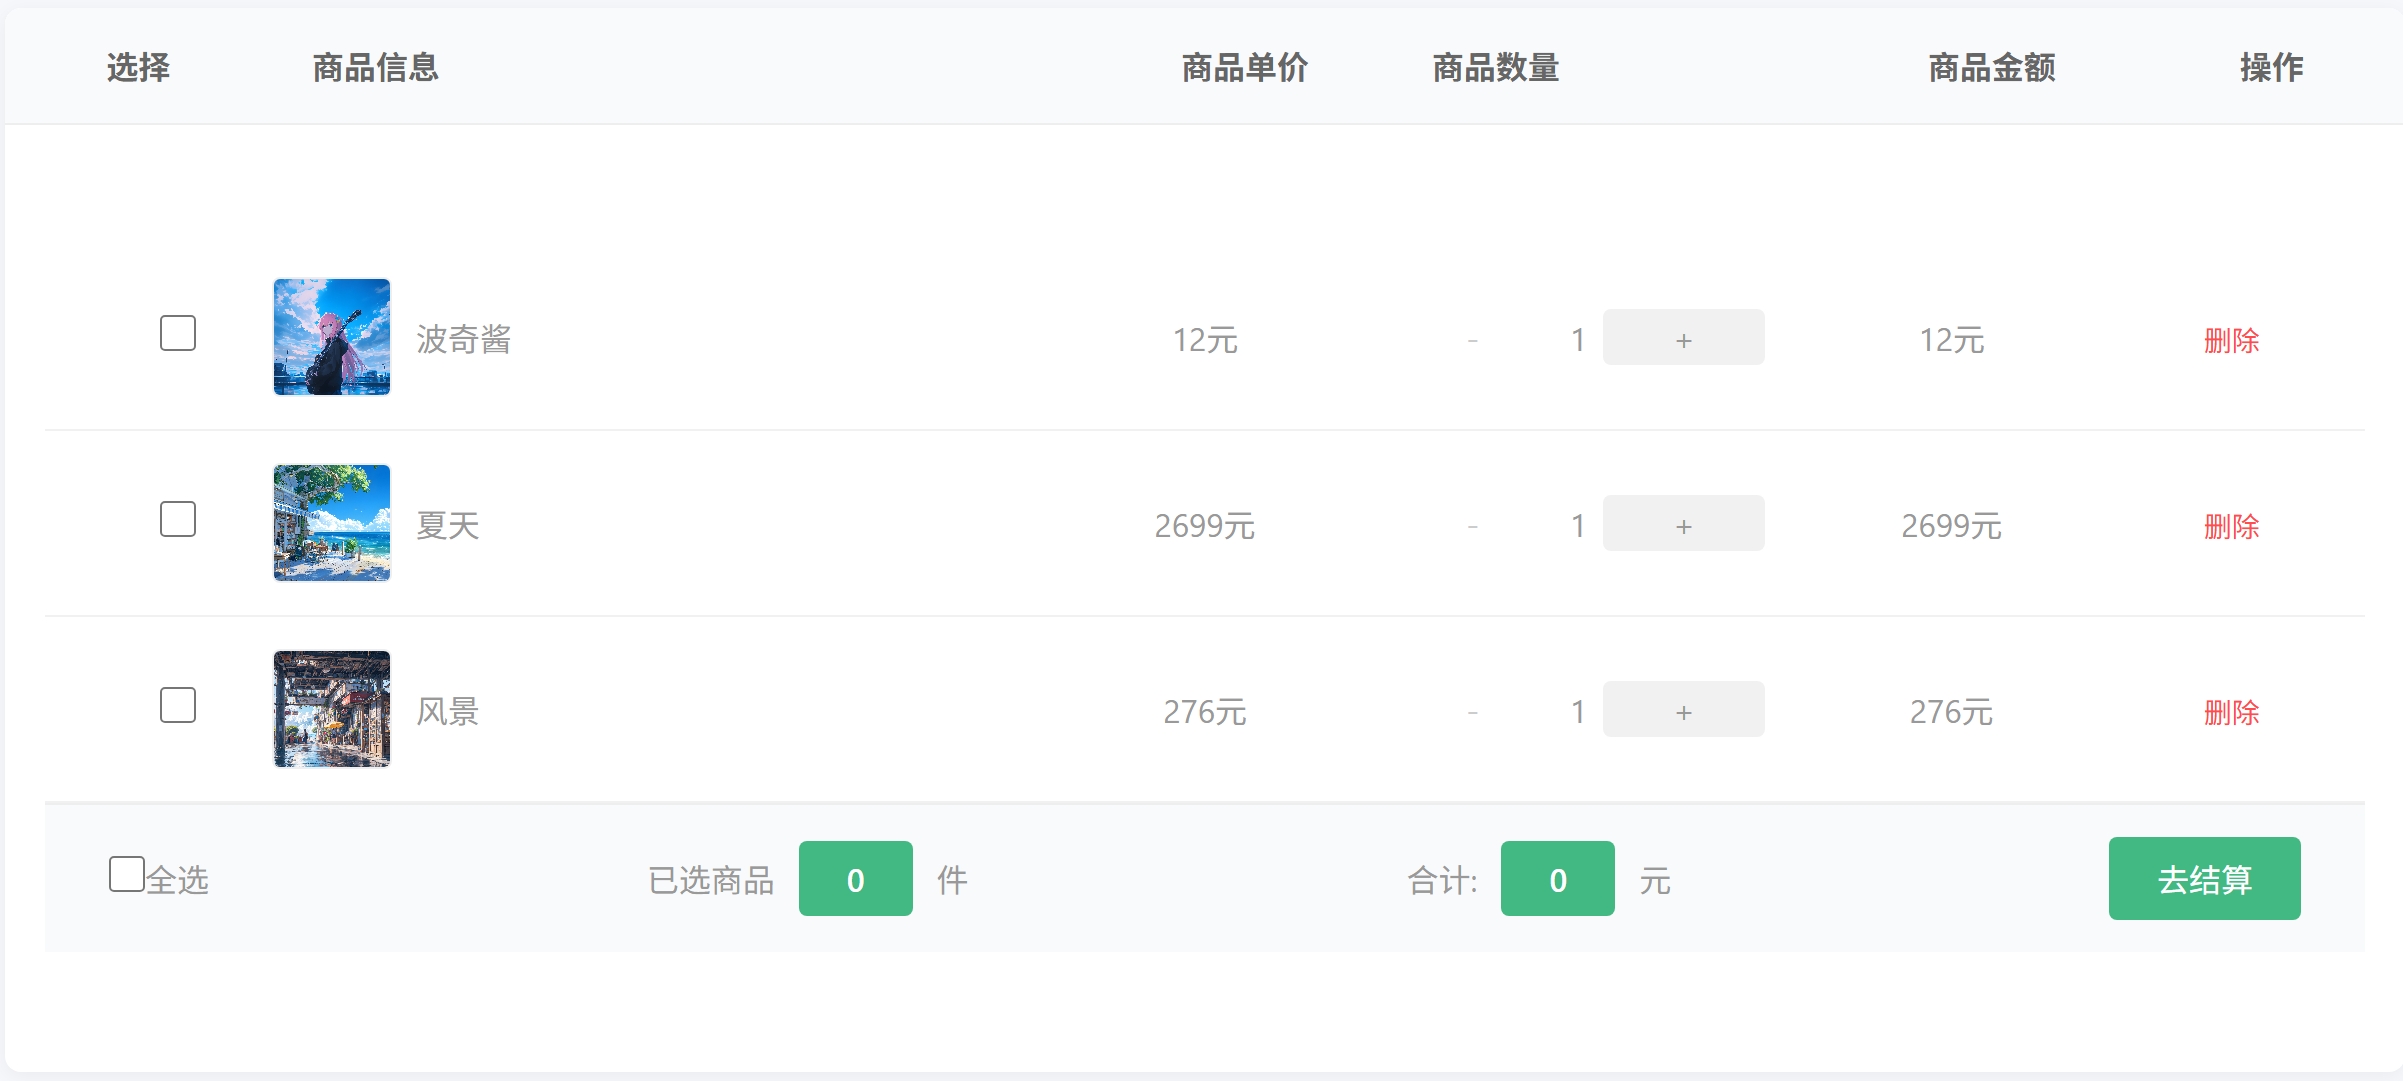 选择 商品信息 商品单价 商品数量 商品金额 操作
波奇酱 12元 - 1 + 12元 删除
夏天 2699元 - 1 + 2699元 删除
风景 276元 - 1 + 276元 删除
全选 已选商品 0 件 合计: 0 元 去结算